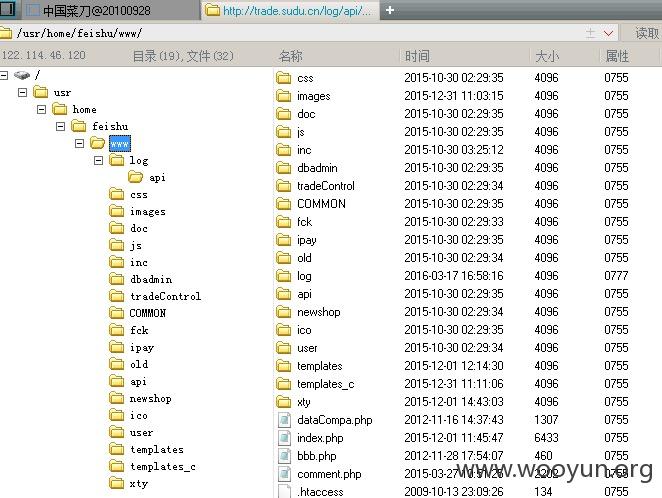 中国菜刀@20100928 http://trade.sudu.cn/log/api/...
/usr/home/feishu/www/ 读取
122.114.46.120 目录(19),文件(32) 名称 时间 大小 属性
/
usr
home
feishu
www
log
api
css
images
doc
js
inc
dbadmin
tradeControl
COMMON
fck
ipay
old
api
newshop
ico
user
templates
templates_c
xty
css 2015-10-30 02:29:35 4096 0755
images 2015-12-31 11:03:15 4096 0755
doc 2015-10-30 02:29:35 4096 0755
js 2015-10-30 02:29:35 4096 0755
inc 2015-10-30 03:25:12 4096 0755
dbadmin 2015-10-30 02:29:35 4096 0755
tradeControl 2015-10-30 02:29:34 4096 0755
COMMON 2015-10-30 02:29:35 4096 0755
fck 2015-10-30 02:29:33 4096 0755
ipay 2015-10-30 02:29:35 4096 0755
old 2015-10-30 02:29:34 4096 0755
log 2016-03-17 16:58:16 4096 0777
api 2015-10-30 02:29:35 4096 0755
newshop 2015-10-30 02:29:34 4096 0755
ico 2015-10-30 02:29:35 4096 0755
user 2015-10-30 02:29:34 4096 0755
templates 2015-12-01 12:14:30 4096 0755
templates_c 2015-12-31 11:11:06 4096 0755
xty 2015-12-01 14:43:03 4096 0755
dataCompa.php 2012-11-16 14:37:43 1307 0755
index.php 2015-12-01 11:45:47 6433 0755
bbb.php 2012-11-28 17:54:07 460 0755
comment.php 2015-03-27 0755
.htaccess 2009-10-13 23:09:26 134 0755
www.wooyun.org